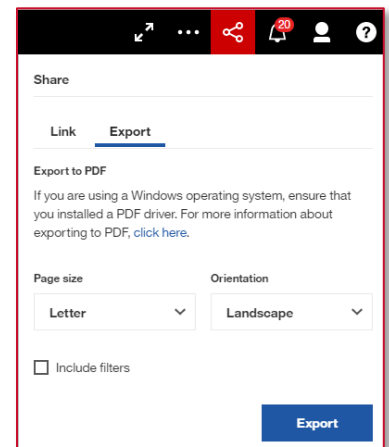 20
?
Share
Link Export
Export to PDF
If you are using a Windows operating system, ensure that
you installed a PDF driver. For more information about
exporting to PDF, click here.
Page size Orientation
Letter Landscape
Include filters
Export